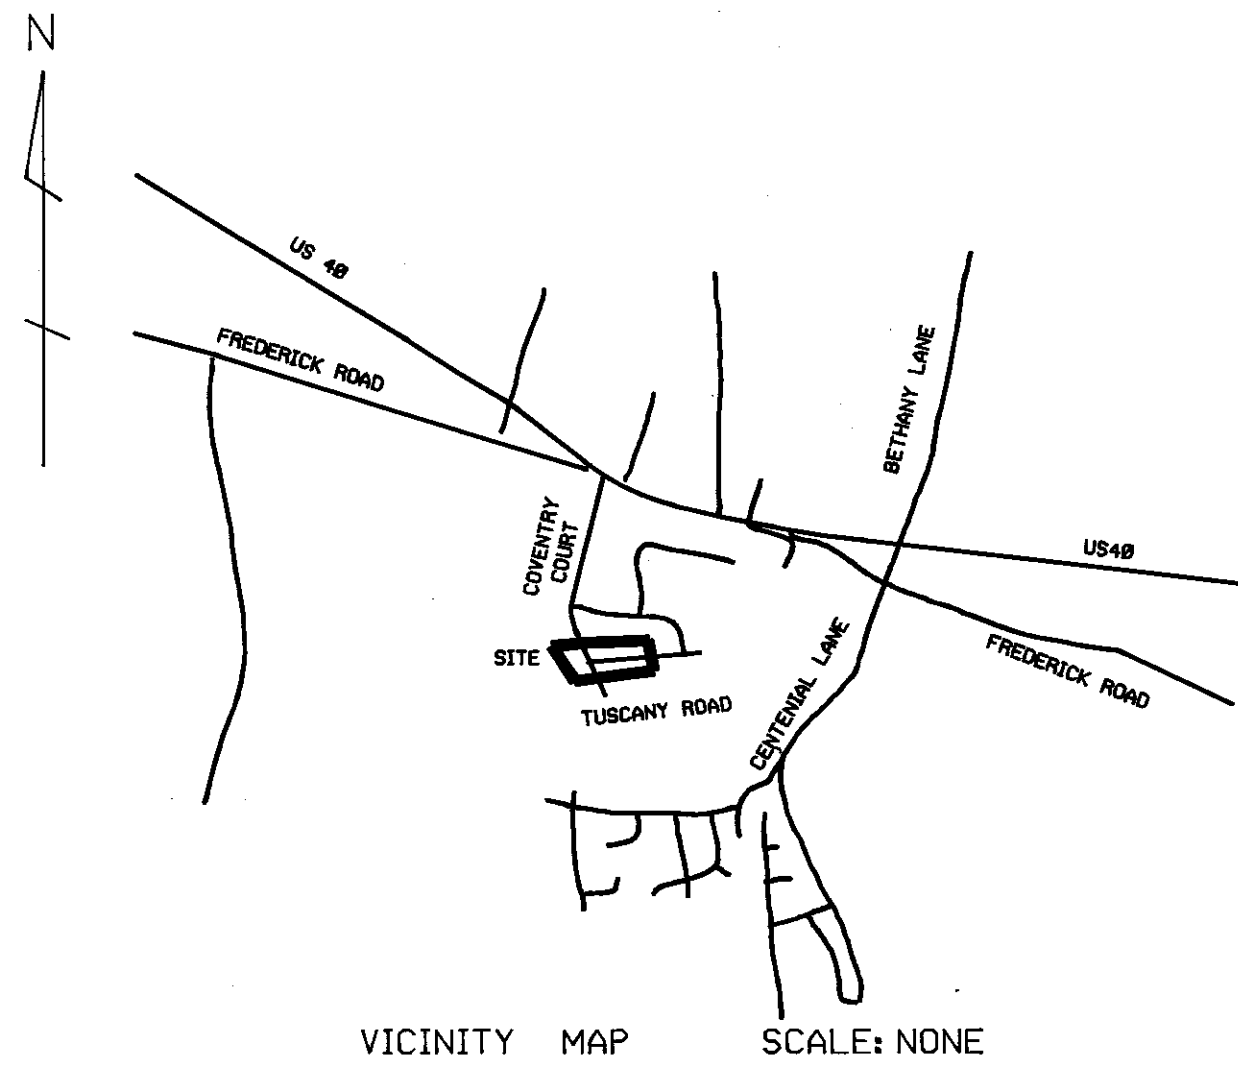 N
US 40
FREDERICK ROAD
BETHANY LANE
COVENTRY
COURT
US40
SITE
FREDERICK ROAD
CENTENIAL LANE
TUSCANY ROAD
VICINITY MAP SCALE: NONE